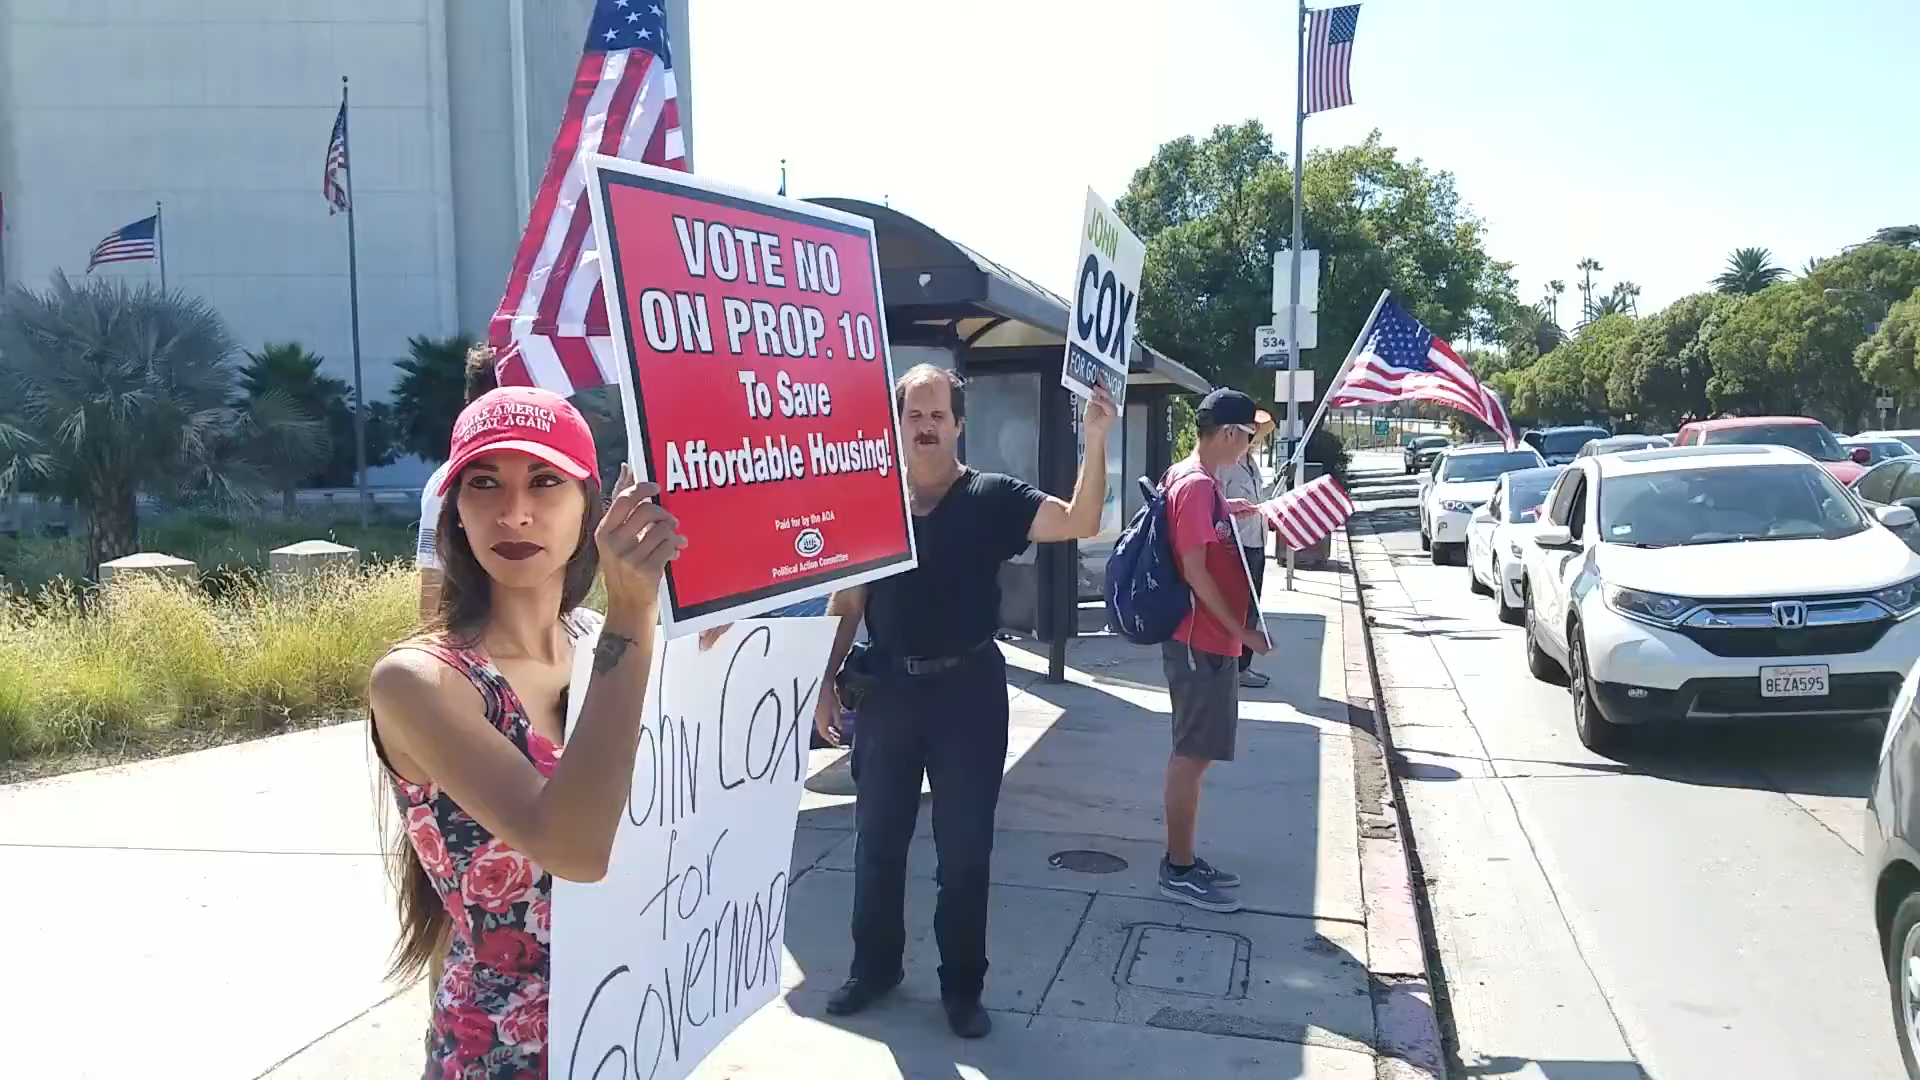 VOTE NO
ON PROP. 10
To Save
Affordable Housing!
Paid for by the AOA
Political Action Committee
MAKE AMERICA
GREAT AGAIN
John Cox
for
Governor
JOHN
COX
FOR GOVERNOR
534
8EZA595